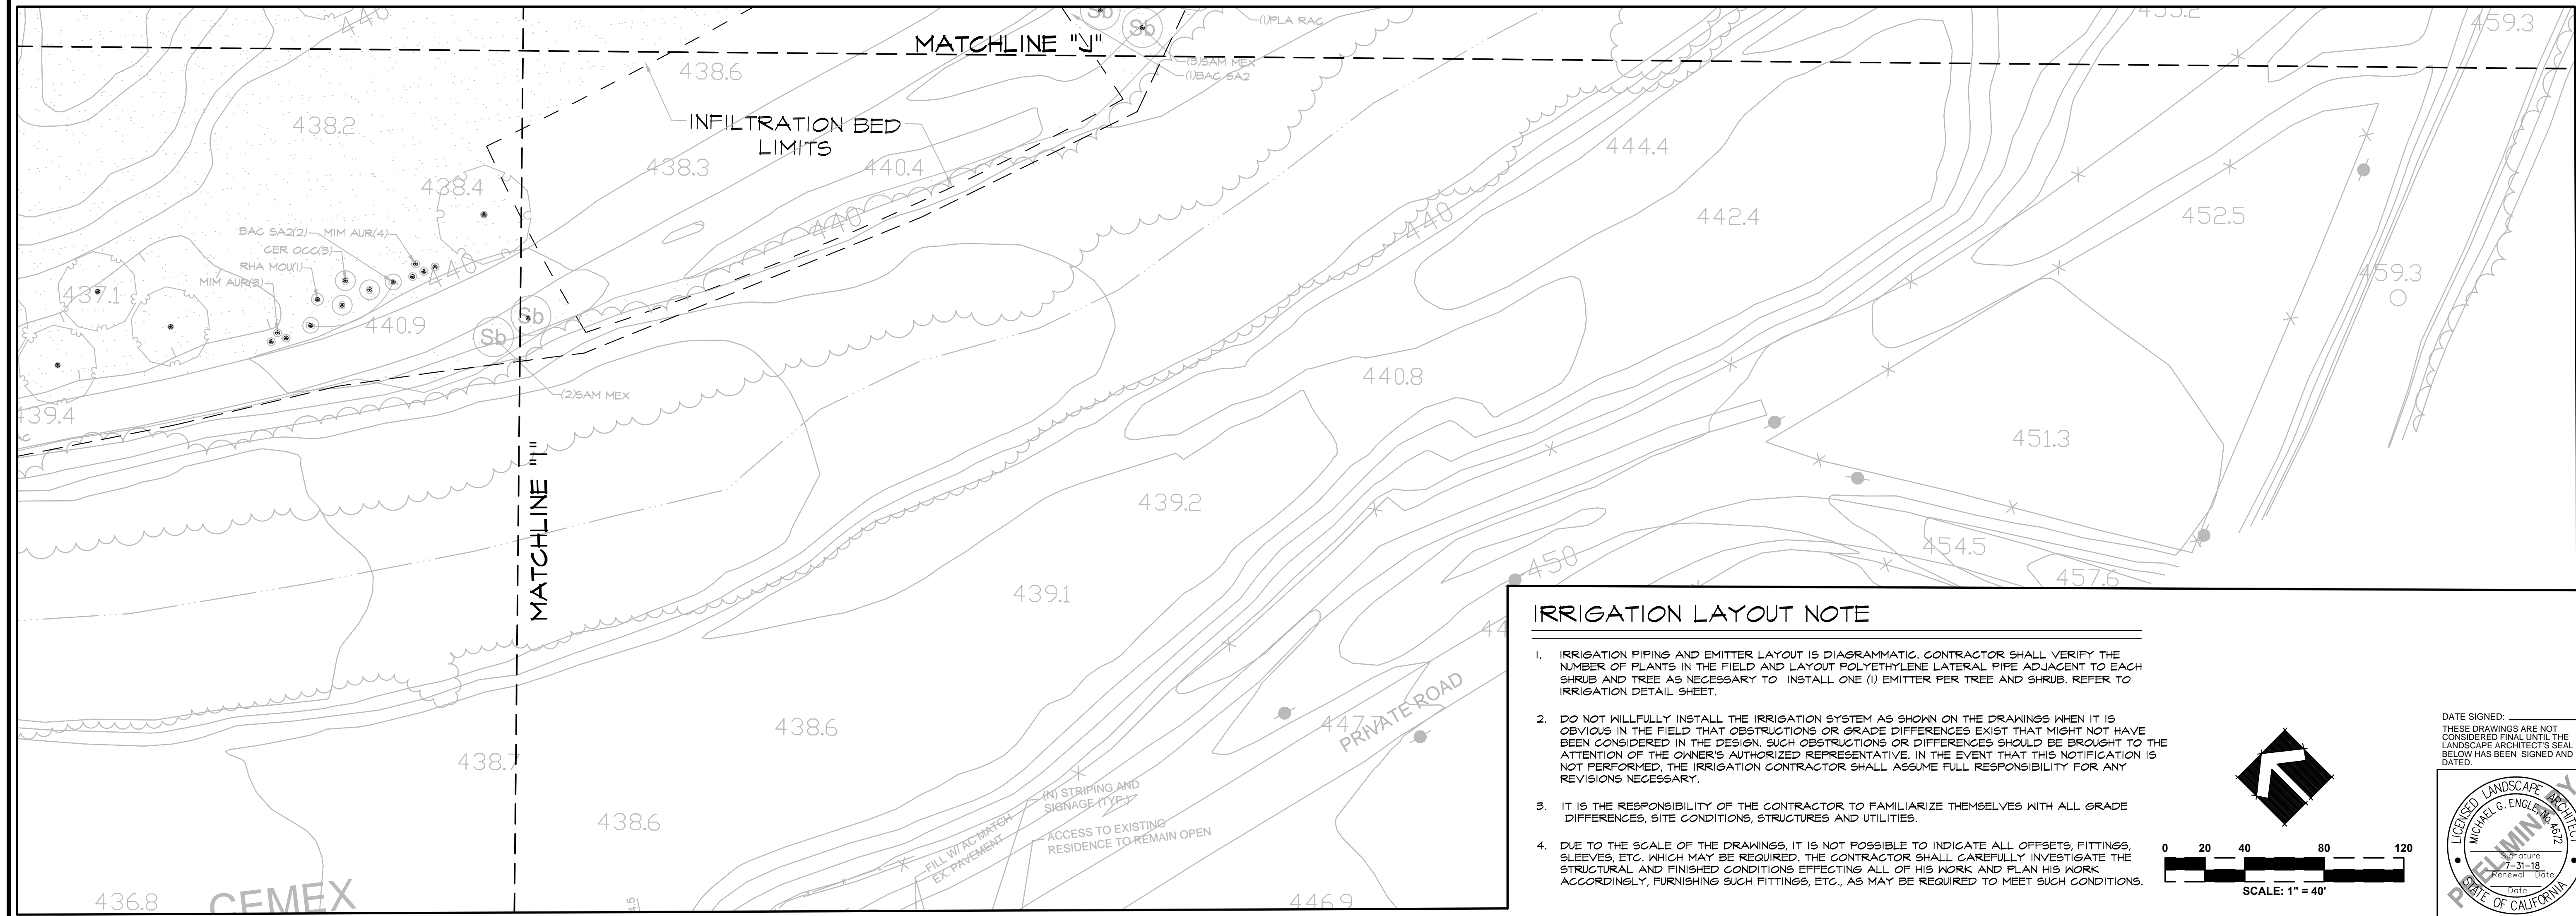 440
Sb
Sb
(1)PLA RAC
MATCHLINE "J"
(3)SAM MEX
(1)BAC SA2
459.3
438.6
438.2
INFILTRATION BED
LIMITS
438.3
440.4
444.4
438.4
442.4
452.5
440
440
BAC SA2(2)
MIM AUR(4)
CER OCC(3)
RHA MOU(1)
MIM AUR(3)
440
437.1
459.3
440.9
Sb
Sb
(2)SAM MEX
440.8
439.4
451.3
MATCHLINE "I"
439.2
454.5
450
457.6
439.1
438.6
438.7
438.6
436.8
CEMEX
PRIVATE ROAD
(N) STRIPING AND
SIGNAGE (TYP.)
ACCESS TO EXISTING
RESIDENCE TO REMAIN OPEN
FILL W/ AC MATCH
EX. PAVEMENT
446.9
IRRIGATION LAYOUT NOTE
1. IRRIGATION PIPING AND EMITTER LAYOUT IS DIAGRAMMATIC. CONTRACTOR SHALL VERIFY THE
NUMBER OF PLANTS IN THE FIELD AND LAYOUT POLYETHYLENE LATERAL PIPE ADJACENT TO EACH
SHRUB AND TREE AS NECESSARY TO INSTALL ONE (1) EMITTER PER TREE AND SHRUB. REFER TO
IRRIGATION DETAIL SHEET.
2. DO NOT WILLFULLY INSTALL THE IRRIGATION SYSTEM AS SHOWN ON THE DRAWINGS WHEN IT IS
OBVIOUS IN THE FIELD THAT OBSTRUCTIONS OR GRADE DIFFERENCES EXIST THAT MIGHT NOT HAVE
BEEN CONSIDERED IN THE DESIGN. SUCH OBSTRUCTIONS OR DIFFERENCES SHOULD BE BROUGHT TO THE
ATTENTION OF THE OWNER'S AUTHORIZED REPRESENTATIVE. IN THE EVENT THAT THIS NOTIFICATION IS
NOT PERFORMED, THE IRRIGATION CONTRACTOR SHALL ASSUME FULL RESPONSIBILITY FOR ANY
REVISIONS NECESSARY.
3. IT IS THE RESPONSIBILITY OF THE CONTRACTOR TO FAMILIARIZE THEMSELVES WITH ALL GRADE
DIFFERENCES, SITE CONDITIONS, STRUCTURES AND UTILITIES.
4. DUE TO THE SCALE OF THE DRAWINGS, IT IS NOT POSSIBLE TO INDICATE ALL OFFSETS, FITTINGS,
SLEEVES, ETC. WHICH MAY BE REQUIRED. THE CONTRACTOR SHALL CAREFULLY INVESTIGATE THE
STRUCTURAL AND FINISHED CONDITIONS EFFECTING ALL OF HIS WORK AND PLAN HIS WORK
ACCORDINGLY, FURNISHING SUCH FITTINGS, ETC., AS MAY BE REQUIRED TO MEET SUCH CONDITIONS.
0 20 40 80 120
SCALE: 1" = 40'
DATE SIGNED:
THESE DRAWINGS ARE NOT
CONSIDERED FINAL UNTIL THE
LANDSCAPE ARCHITECT'S SEAL
BELOW HAS BEEN SIGNED AND
DATED.
LICENSED LANDSCAPE ARCHITECT
MICHAEL G. ENGLE No. 4672
Signature
7-31-18
Renewal Date
Date
STATE OF CALIFORNIA
PRELIMINARY